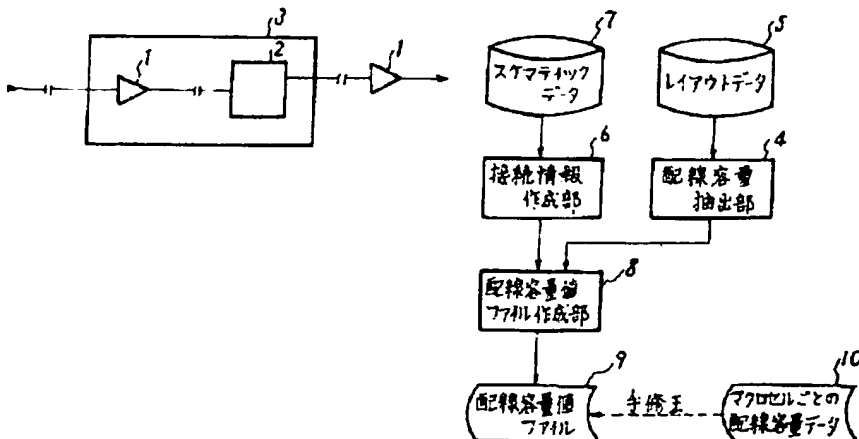 3
1
2
1
7
スケマティック
データ
5
レイアウトデータ
6
接続情報
作成部
4
配線容量
抽出部
8
配線容量値
ファイル作成部
9
配線容量値
ファイル
手修正
10
マクロセルごとの
配線容量データ